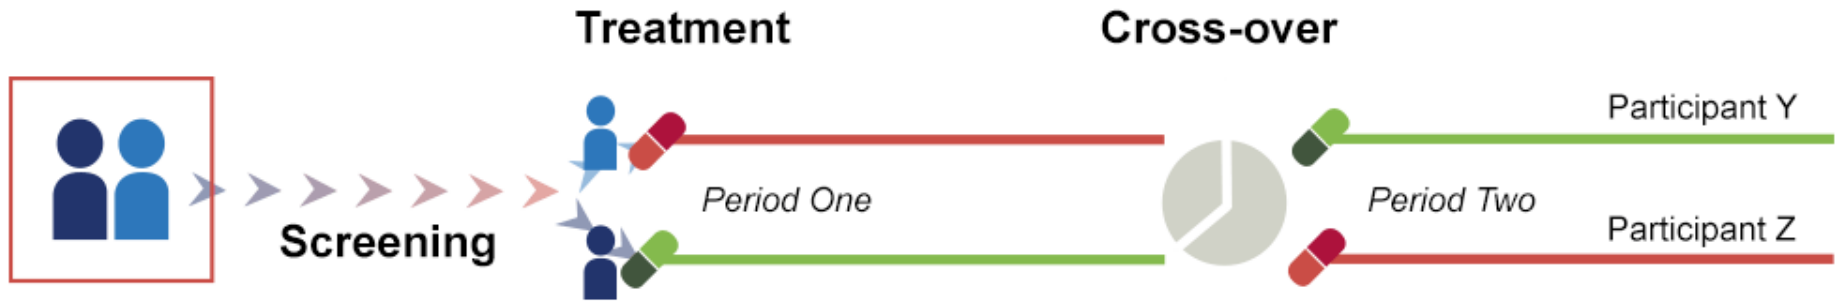 Treatment
Cross-over
Participant Y
Period One
Period Two
Screening
Participant Z